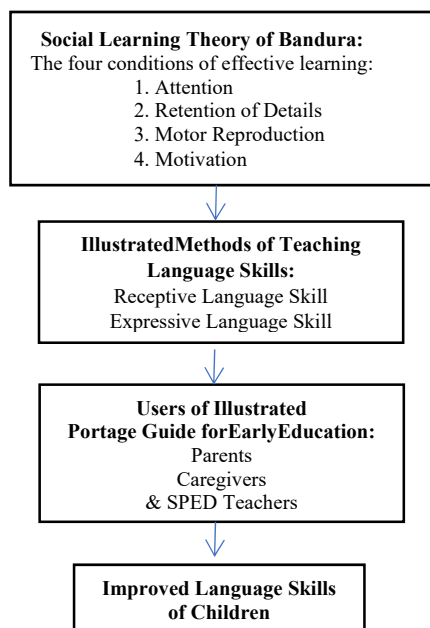 Social Learning Theory of Bandura:
The four conditions of effective learning:
1. Attention
2. Retention of Details
3. Motor Reproduction
4. Motivation
IllustratedMethods of Teaching
Language Skills:
Receptive Language Skill
Expressive Language Skill
Users of Illustrated
Portage Guide forEarlyEducation:
Parents
Caregivers
& SPED Teachers
Improved Language Skills
of Children